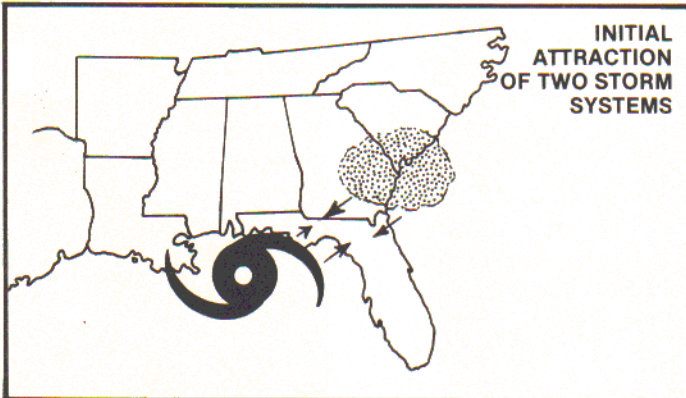 INITIAL
ATTRACTION
OF TWO STORM
SYSTEMS